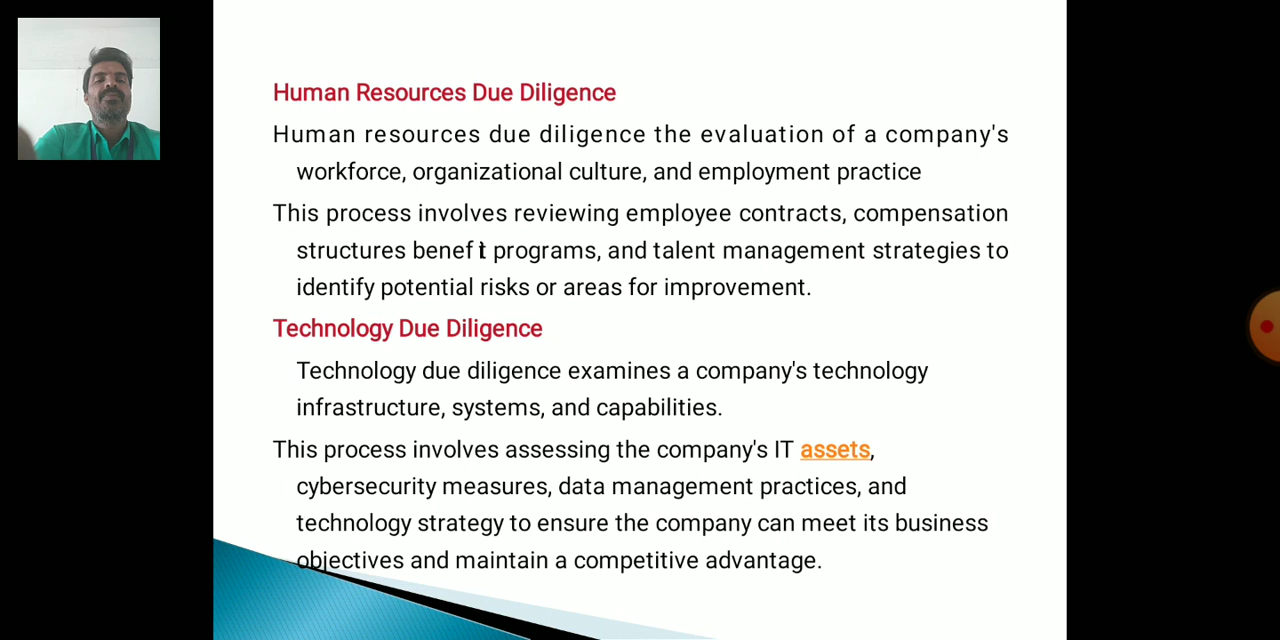 Human Resources Due Diligence
Human resources due diligence the evaluation of a company's
workforce, organizational culture, and employment practice
This process involves reviewing employee contracts, compensation
structures benefit programs, and talent management strategies to
identify potential risks or areas for improvement.
Technology Due Diligence
Technology due diligence examines a company's technology
infrastructure, systems, and capabilities.
This process involves assessing the company's IT assets,
cybersecurity measures, data management practices, and
technology strategy to ensure the company can meet its business
objectives and maintain a competitive advantage.